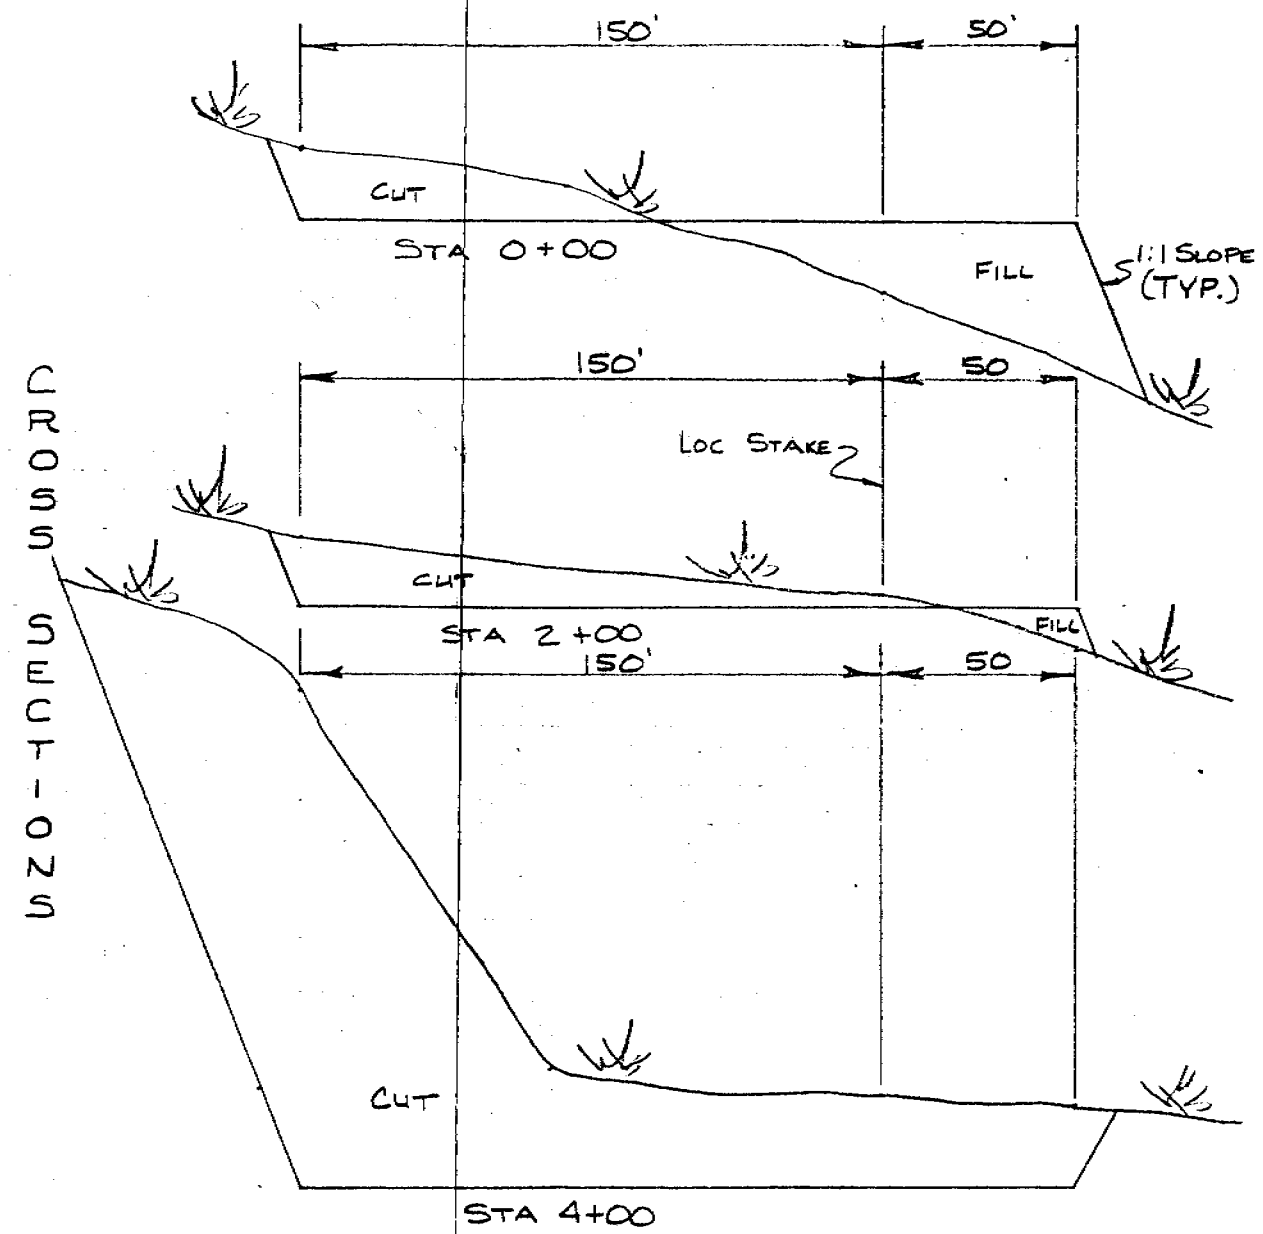 150' 50'
CUT
STA 0+00
FILL
1:1 SLOPE
(TYP.)
150' 50
LOC STAKE
CUT
STA 2+00
FILL
150' 50
CUT
STA 4+00
CROSS SECTIONS